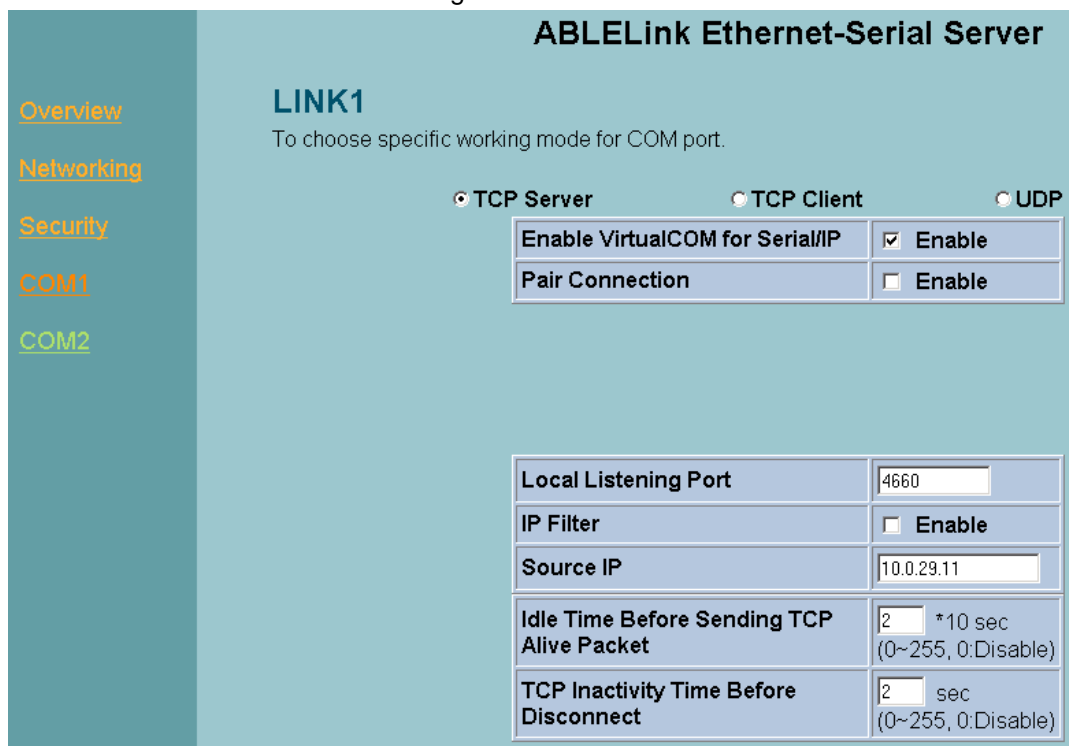 ABLELink Ethernet-Serial Server
Overview
Networking
Security
COM1
COM2
LINK1
To choose specific working mode for COM port.
TCP Server TCP Client UDP
Enable VirtualCOM for Serial/IP Enable
Pair Connection Enable
Local Listening Port 4660
IP Filter Enable
Source IP 10.0.29.11
Idle Time Before Sending TCP
Alive Packet
2 *10 sec
(0~255, 0:Disable)
TCP Inactivity Time Before
Disconnect
2 sec
(0~255, 0:Disable)